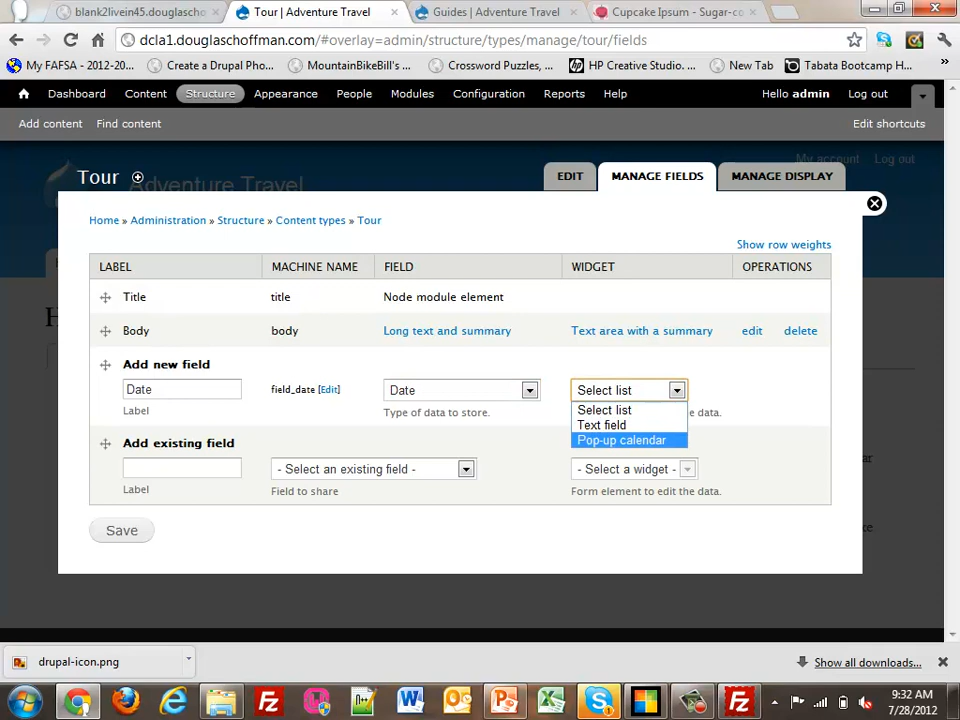 blank2livein45.douglascho
Tour | Adventure Travel
Guides | Adventure Travel
Cupcake Ipsum - Sugar-co
dcla1.douglaschoffman.com/#overlay=admin/structure/types/manage/tour/fields
My FAFSA - 2012-20...
Create a Drupal Pho...
MountainBikeBill's ...
Crossword Puzzles, ...
HP Creative Studio. ...
New Tab
Tabata Bootcamp H...
»
Dashboard
Content
Structure
Appearance
People
Modules
Configuration
Reports
Help
Hello admin
Log out
Add content
Find content
Edit shortcuts
My account
Log out
Adventure Travel
Tour
EDIT
MANAGE FIELDS
MANAGE DISPLAY
Home » Administration » Structure » Content types » Tour
Show row weights
LABEL
MACHINE NAME
FIELD
WIDGET
OPERATIONS
Title
title
Node module element
Body
body
Long text and summary
Text area with a summary
edit
delete
Add new field
Date
field_date [Edit]
Date
Select list
Label
Type of data to store.
e data.
Select list
Text field
Pop-up calendar
Add existing field
- Select an existing field -
- Select a widget -
Label
Field to share
Form element to edit the data.
Save
drupal-icon.png
Show all downloads...
9:32 AM
7/28/2012